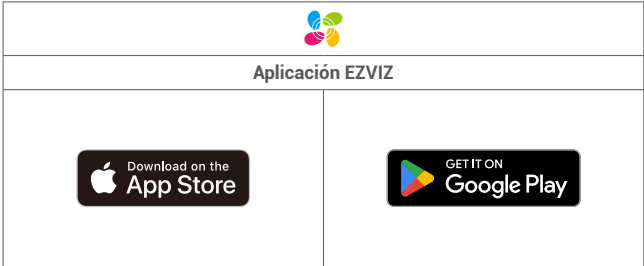 Aplicación EZVIZ
Download on the
App Store
GET IT ON
Google Play